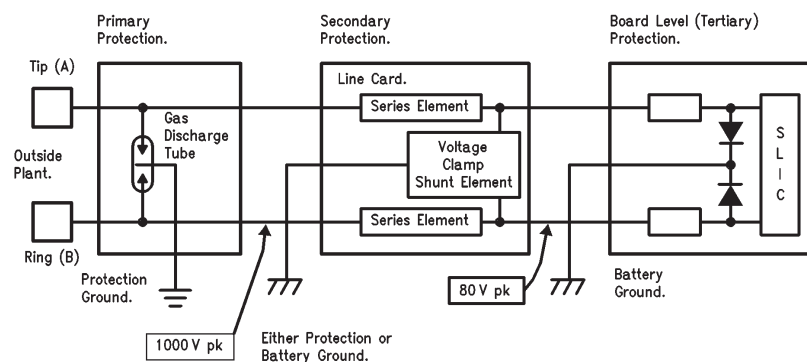 Primary
Protection.
Secondary
Protection.
Board Level (Tertiary)
Protection.
Tip (A)
Line Card.
Series Element
Gas
Discharge
Tube
Voltage
Clamp
Shunt Element
S
L
I
C
Outside
Plant.
Series Element
Ring (B)
Protection
Ground.
80 V pk
Battery
Ground.
1000 V pk
Either Protection or
Battery Ground.